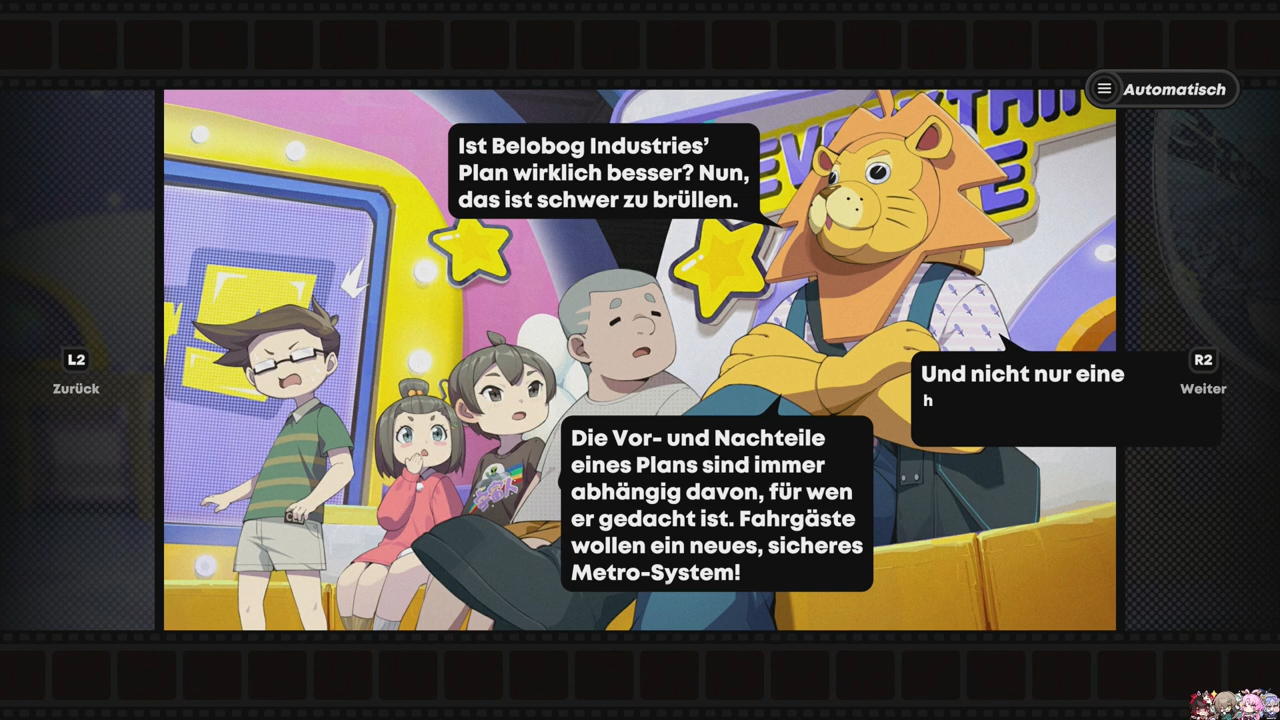 Automatisch
EVERYTHIN
E
Ist Belobog Industries’
Plan wirklich besser? Nun,
das ist schwer zu brüllen.
L2
Zurück
R2
Weiter
Und nicht nur eine
h
Die Vor- und Nachteile
eines Plans sind immer
abhängig davon, für wen
er gedacht ist. Fahrgäste
wollen ein neues, sicheres
Metro-System!